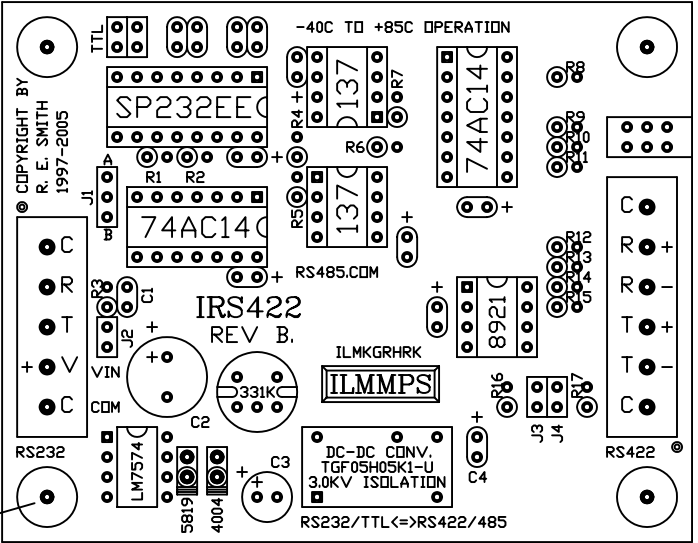 TTL
-40C TO +85C OPERATION
© COPYRIGHT BY
R. E. SMITH
1997-2005
SP232EE
R4
+
137
R7
74AC14
R8
R9
R10
R11
R6
R1
R2
+
A
J1
B
74AC14
R5
137
+
+
C
R +
R -
T +
T -
C
C
R
T
+ V
C
+
RS485.COM
R12
R13
R14
R15
R3
C1
J2
IRS422
REV B.
+
8921
VIN
COM
+
+
C2
331K
ILMKGRHRK
ILMMPS
R16
R17
J3
J4
RS232
RS422
LM7574
5819
4004
+
+
C3
DC-DC CONV.
TGF05H05K1-U
3.0KV ISOLATION
+
C4
RS232/TTL<=>RS422/485